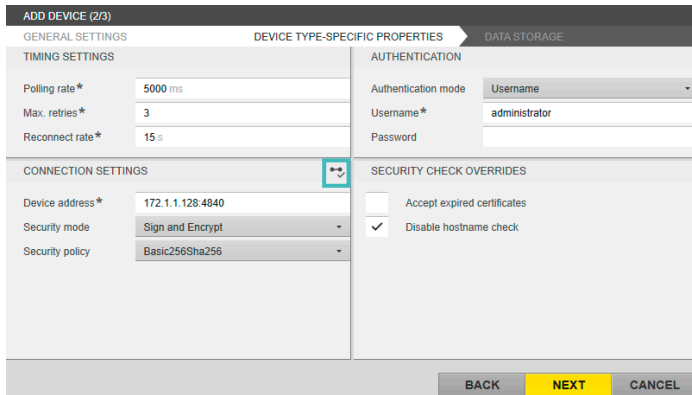 ADD DEVICE (2/3)
GENERAL SETTINGS
DEVICE TYPE-SPECIFIC PROPERTIES
DATA STORAGE
TIMING SETTINGS
Polling rate* 5000 ms
Max. retries* 3
Reconnect rate* 15 s
AUTHENTICATION
Authentication mode Username
Username* administrator
Password
CONNECTION SETTINGS
Device address* 172.1.1.128:4840
Security mode Sign and Encrypt
Security policy Basic256Sha256
SECURITY CHECK OVERRIDES
Accept expired certificates
Disable hostname check
BACK NEXT CANCEL